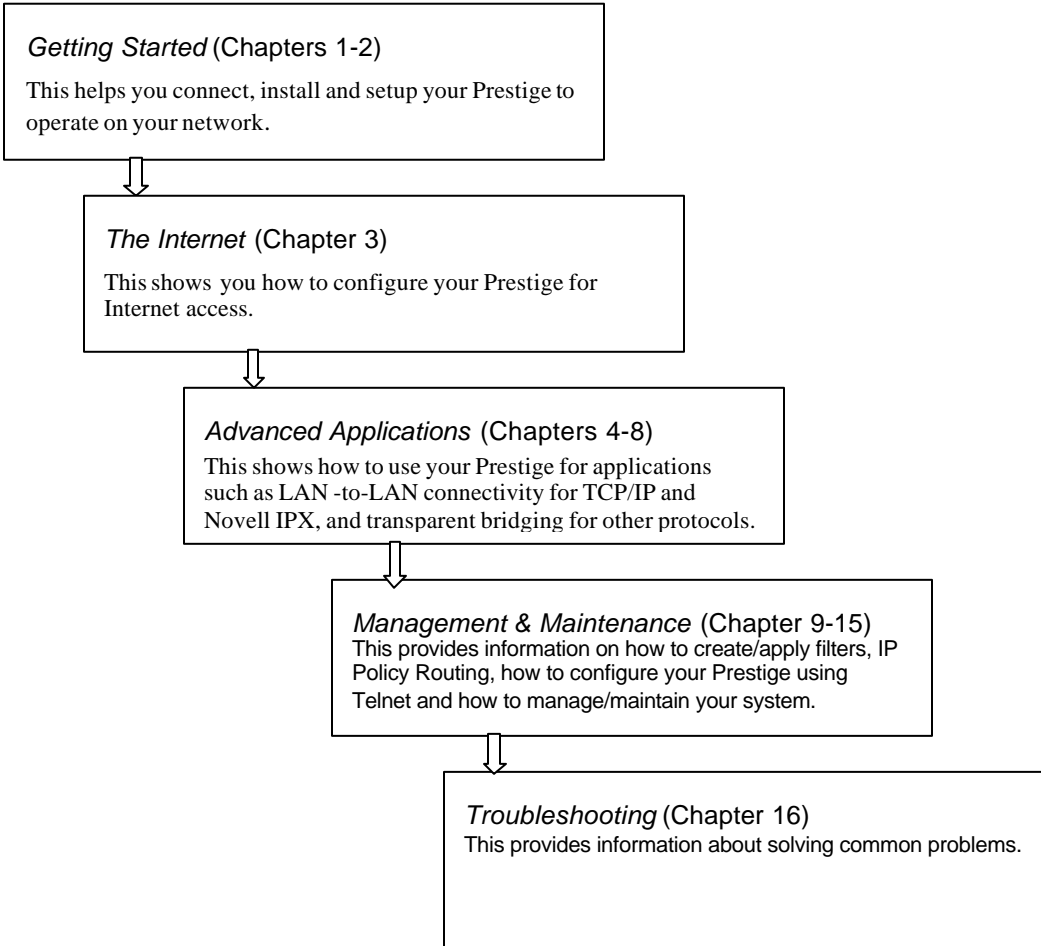 Getting Started (Chapters 1-2)
This helps you connect, install and setup your Prestige to
operate on your network.
The Internet (Chapter 3)
This shows you how to configure your Prestige for
Internet access.
Advanced Applications (Chapters 4-8)
This shows how to use your Prestige for applications
such as LAN -to-LAN connectivity for TCP/IP and
Novell IPX, and transparent bridging for other protocols.
Management & Maintenance (Chapter 9-15)
This provides information on how to create/apply filters, IP
Policy Routing, how to configure your Prestige using
Telnet and how to manage/maintain your system.
Troubleshooting (Chapter 16)
This provides information about solving common problems.